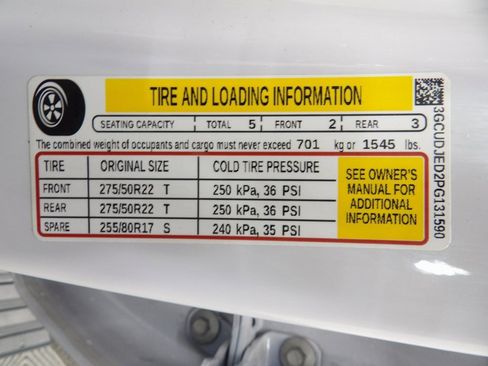 TIRE AND LOADING INFORMATION
SEATING CAPACITY TOTAL 5 FRONT 2 REAR 3
The combined weight of occupants and cargo must never exceed 701 kg or 1545 lbs.
TIRE ORIGINAL SIZE COLD TIRE PRESSURE
FRONT 275/50R22 T 250 kPa, 36 PSI
REAR 275/50R22 T 250 kPa, 36 PSI
SPARE 255/80R17 S 240 kPa, 35 PSI
SEE OWNER'S
MANUAL FOR
ADDITIONAL
INFORMATION
3GCUDJED2PG131590